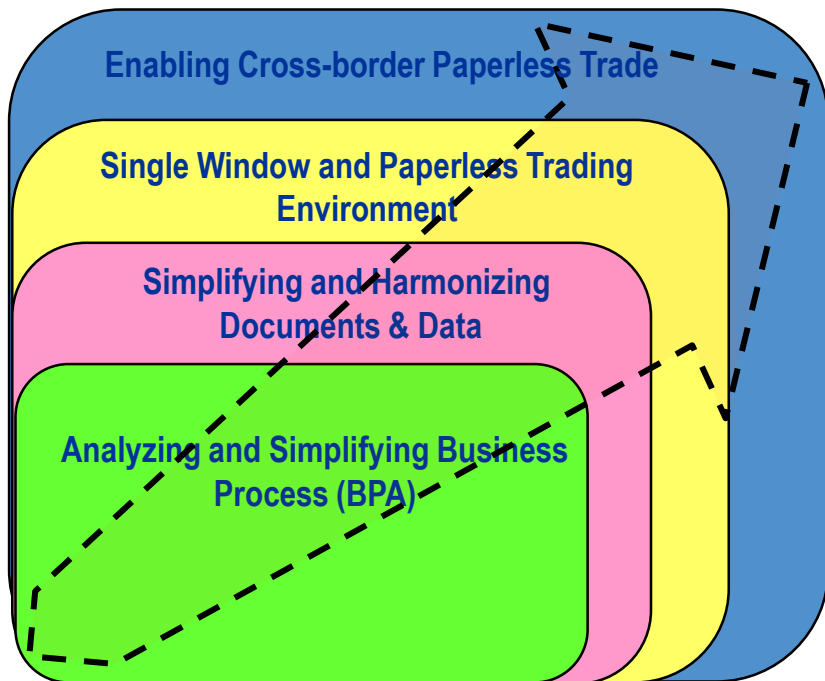 Enabling Cross-border Paperless Trade
Single Window and Paperless Trading
Environment
Simplifying and Harmonizing
Documents & Data
Analyzing and Simplifying Business
Process (BPA)